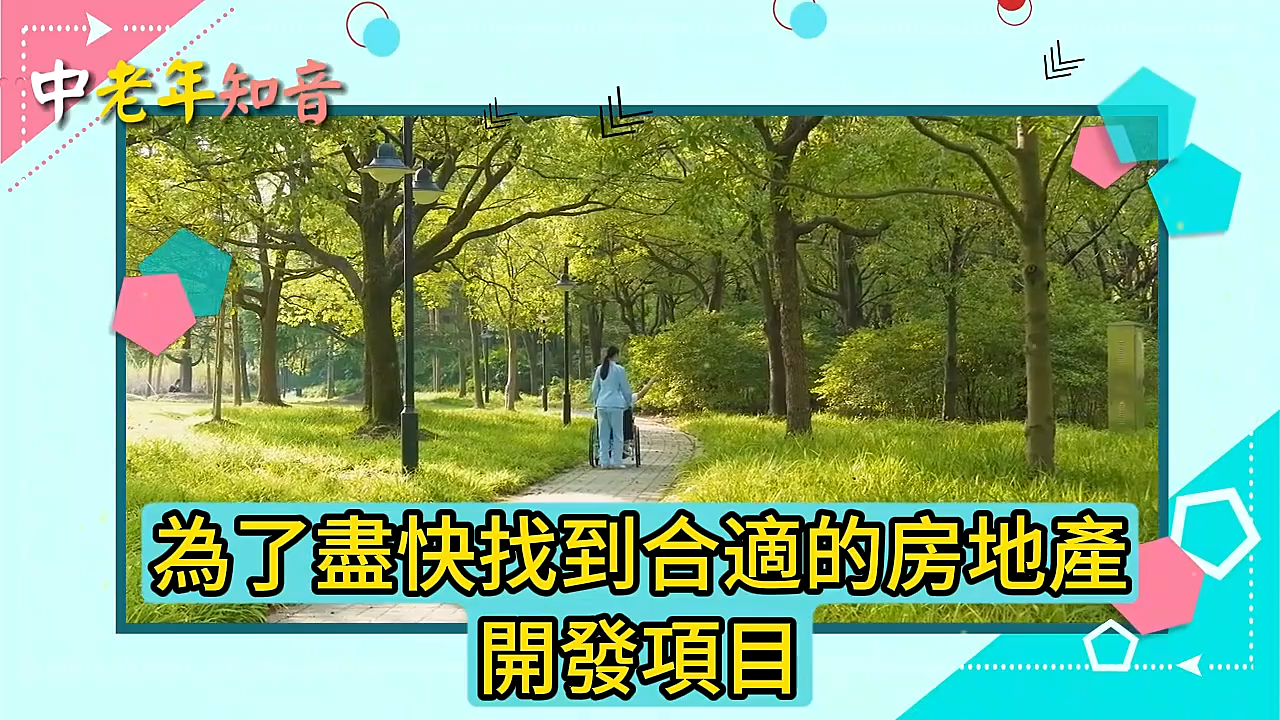 中老年知音
為了盡快找到合適的房地產
開發項目